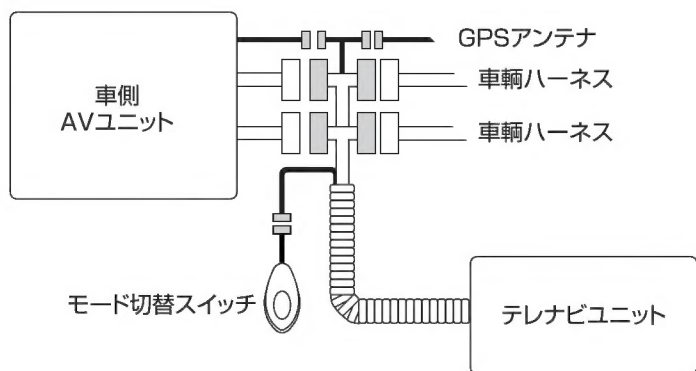 GPSアンテナ
車側
AVユニット
車輌ハーネス
車輌ハーネス
モード切替スイッチ
テレナビユニット